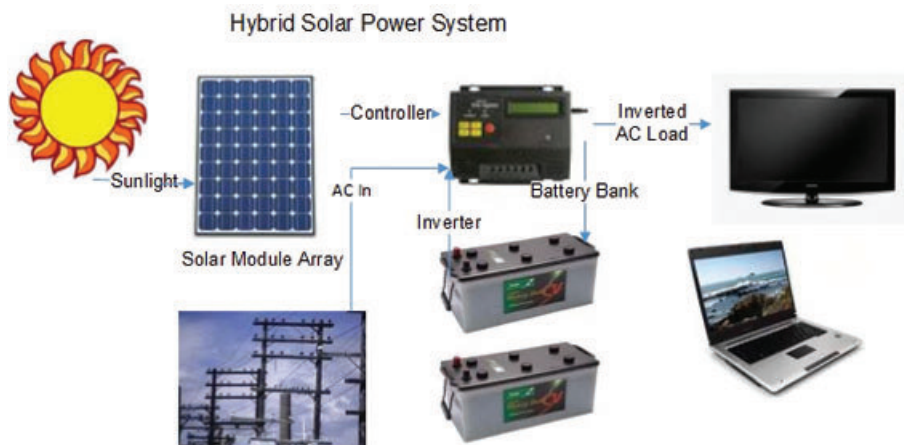 Hybrid Solar Power System
Sunlight
Controller
Inverted
AC Load
AC In
Inverter
Battery Bank
Solar Module Array